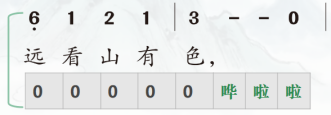 6̣ 1 2 1 | 3 - - 0 |
远 看 山 有 色，
0 0 0 0 0 哗 啦 啦